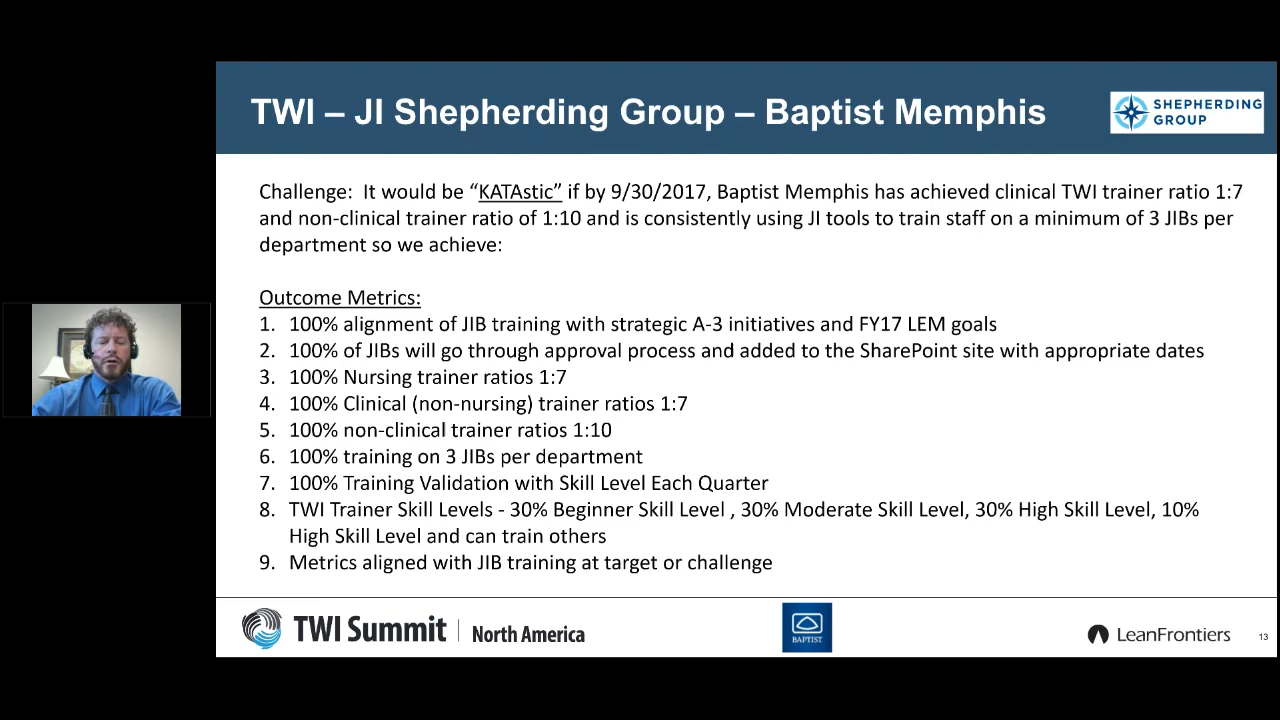 TWI – JI Shepherding Group – Baptist Memphis
SHEPHERDING
GROUP
Challenge: It would be “KATAstic” if by 9/30/2017, Baptist Memphis has achieved clinical TWI trainer ratio 1:7
and non-clinical trainer ratio of 1:10 and is consistently using JI tools to train staff on a minimum of 3 JIBs per
department so we achieve:
Outcome Metrics:
1. 100% alignment of JIB training with strategic A-3 initiatives and FY17 LEM goals
2. 100% of JIBs will go through approval process and added to the SharePoint site with appropriate dates
3. 100% Nursing trainer ratios 1:7
4. 100% Clinical (non-nursing) trainer ratios 1:7
5. 100% non-clinical trainer ratios 1:10
6. 100% training on 3 JIBs per department
7. 100% Training Validation with Skill Level Each Quarter
8. TWI Trainer Skill Levels - 30% Beginner Skill Level , 30% Moderate Skill Level, 30% High Skill Level, 10%
High Skill Level and can train others
9. Metrics aligned with JIB training at target or challenge
TWI Summit | North America
BAPTIST
LeanFrontiers
13